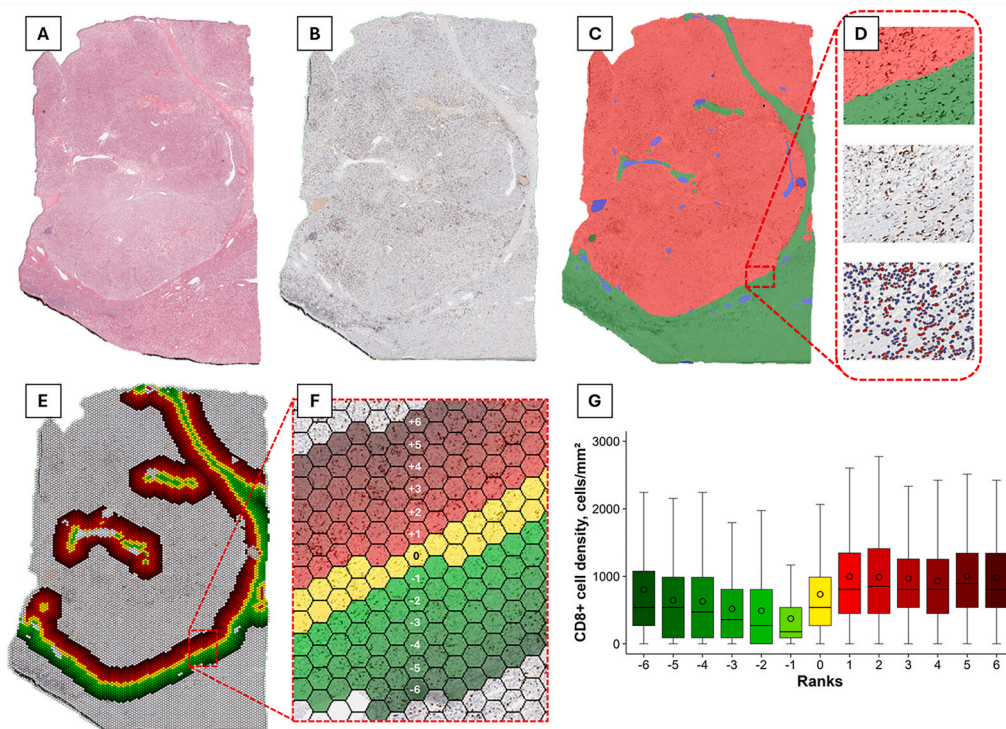 A
B
C
D
E
F
+6
+5
+4
+3
+2
+1
0
-1
-2
-3
-4
-5
-6
G
CD8+ cell density, cells/mm²
3000
2000
1000
0
-6 -5 -4 -3 -2 -1 0 1 2 3 4 5 6
Ranks